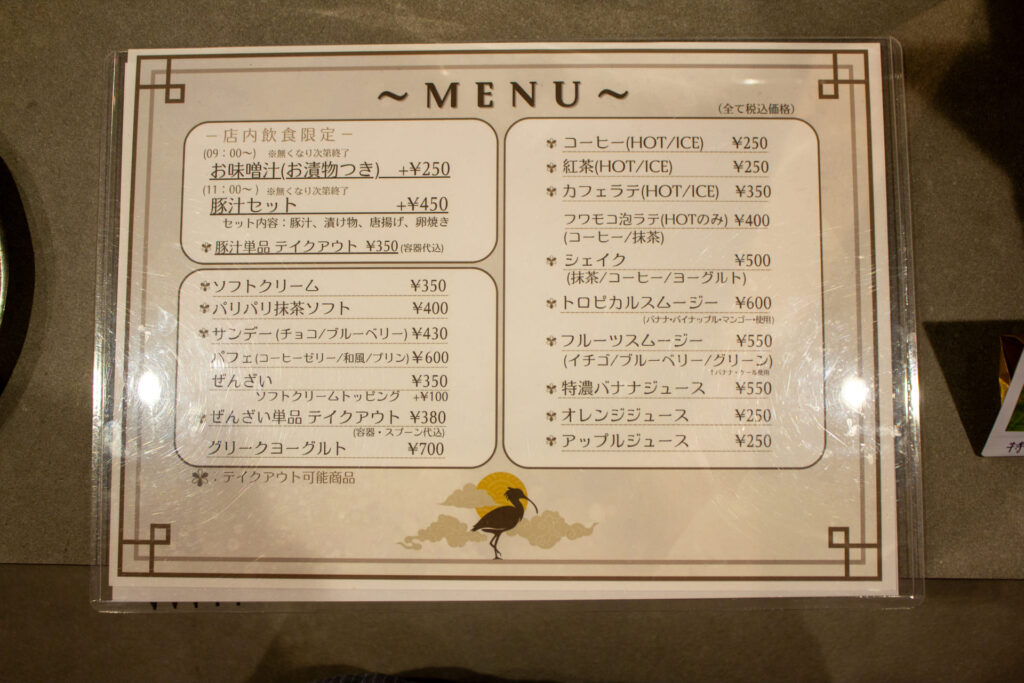 ～MENU～
(全て税込価格)
－店内飲食限定－
(09：00～) ※無くなり次第終了
お味噌汁(お漬物つき) +¥250
(11：00～) ※無くなり次第終了
豚汁セット +¥450
セット内容：豚汁、漬け物、唐揚げ、卵焼き
豚汁単品 テイクアウト ¥350 (容器代込)
ソフトクリーム ¥350
パリパリ抹茶ソフト ¥400
サンデー(チョコ/ブルーベリー) ¥430
パフェ(コーヒーゼリー/和風/プリン) ¥600
ぜんざい ¥350
ソフトクリームトッピング +¥100
ぜんざい単品 テイクアウト ¥380
(容器・スプーン代込)
グリークヨーグルト ¥700
. テイクアウト可能商品
コーヒー(HOT/ICE) ¥250
紅茶(HOT/ICE) ¥250
カフェラテ(HOT/ICE) ¥350
フワモコ泡ラテ(HOTのみ) ¥400
(コーヒー/抹茶)
シェイク ¥500
(抹茶/コーヒー/ヨーグルト)
トロピカルスムージー ¥600
(バナナ・パイナップル・マンゴー・使用)
フルーツスムージー ¥550
(イチゴ/ブルーベリー/グリーン)
↑バナナ・ケール使用
特濃バナナジュース ¥550
オレンジジュース ¥250
アップルジュース ¥250